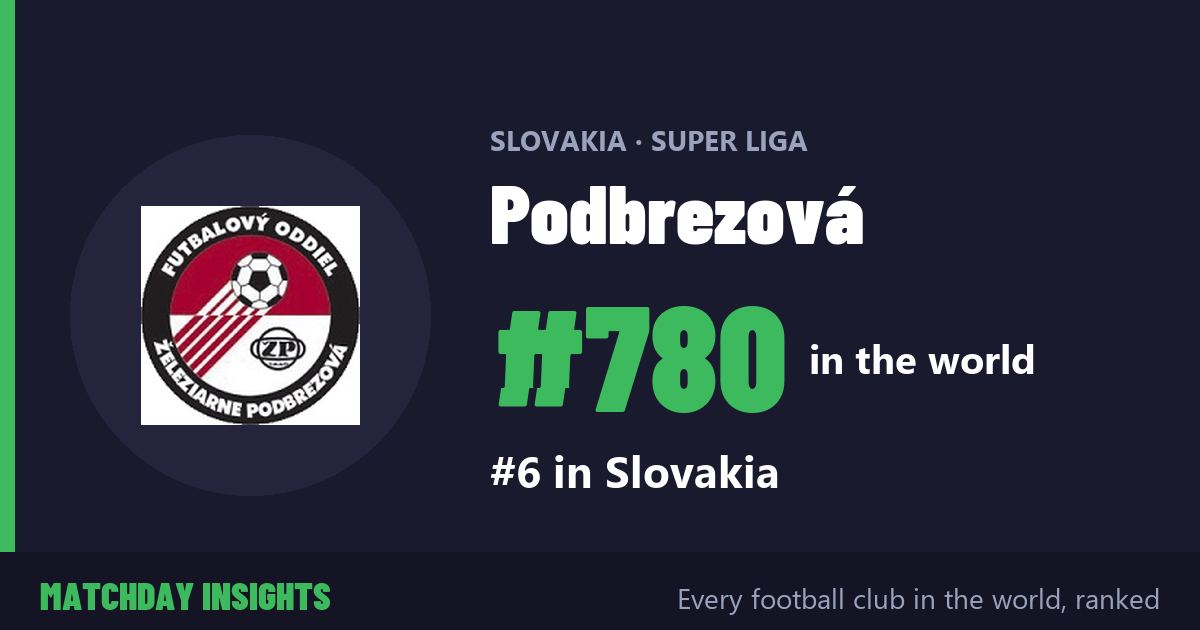 SLOVAKIA · SUPER LIGA
Podbrezová
FUTBALOVÝ ODDIEL
ŽP
ŽELEZIARNE PODBREZOVÁ
#780 in the world
#6 in Slovakia
MATCHDAY INSIGHTS
Every football club in the world, ranked